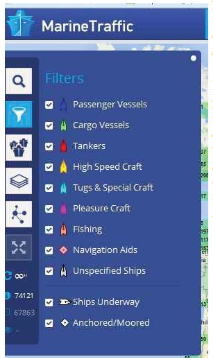 MarineTraffic
Filters
Passenger Vessels
Cargo Vessels
Tankers
High Speed Craft
Tugs & Special Craft
Pleasure Craft
Fishing
Navigation Aids
Unspecified Ships
Ships Underway
Anchored/Moored
74121
67863